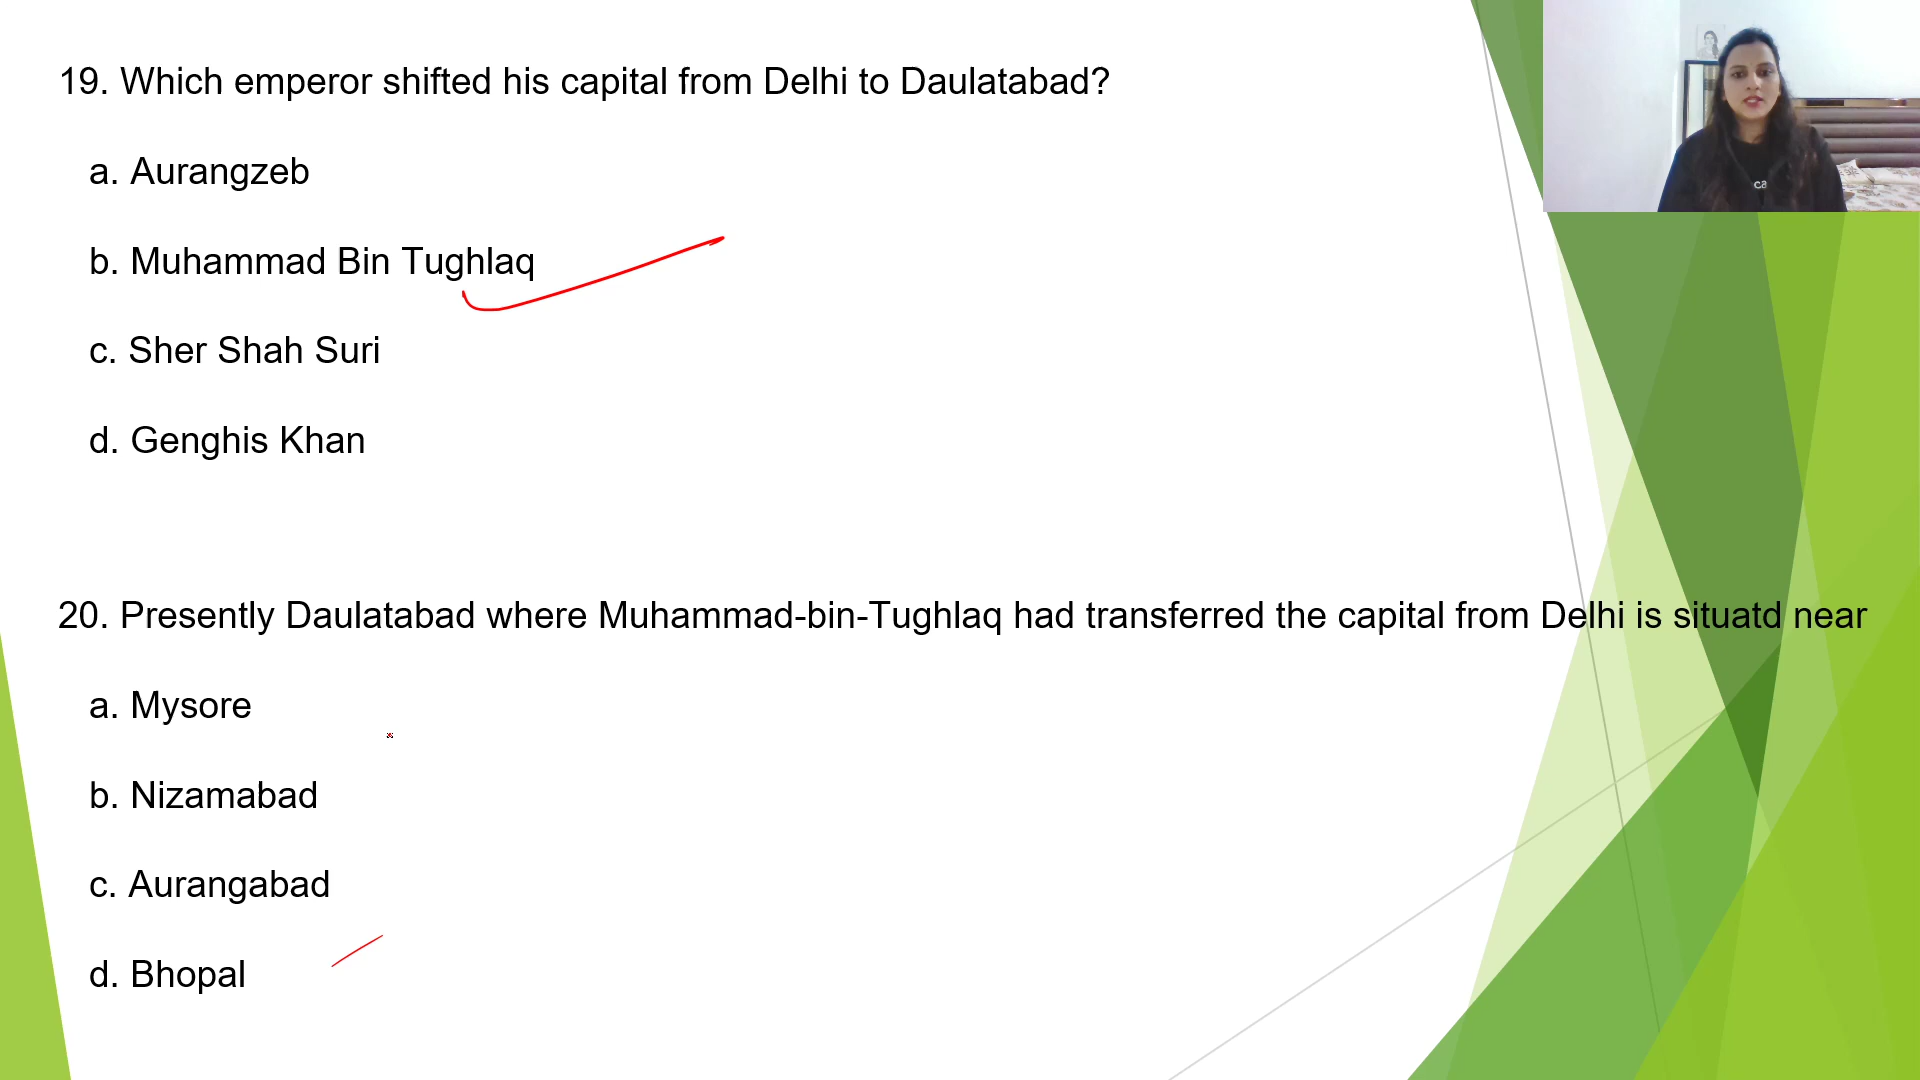 19. Which emperor shifted his capital from Delhi to Daulatabad?
a. Aurangzeb
b. Muhammad Bin Tughlaq
c. Sher Shah Suri
d. Genghis Khan
20. Presently Daulatabad where Muhammad-bin-Tughlaq had transferred the capital from Delhi is situatd near
a. Mysore
b. Nizamabad
c. Aurangabad
d. Bhopal